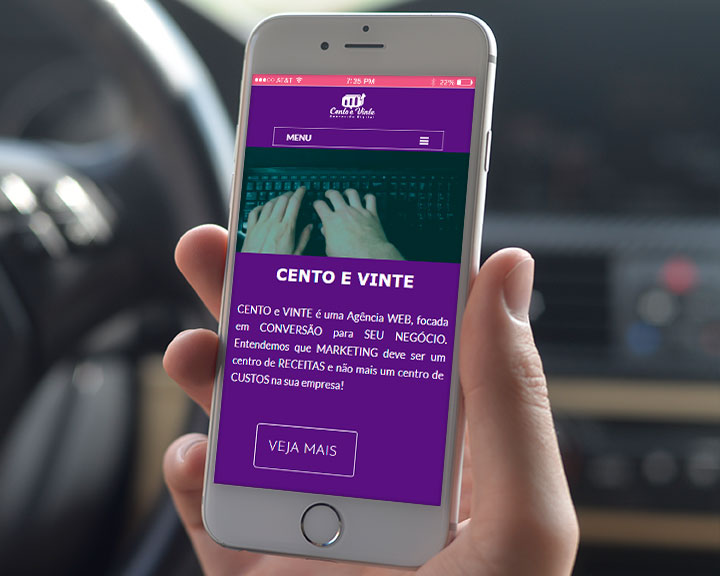 AT&T 7:35 PM 22%
Cento e Vinte
MENU
CENTO E VINTE
CENTO e VINTE é uma Agência WEB, focada
em CONVERSÃO para SEU NEGÓCIO.
Entendemos que MARKETING deve ser um
centro de RECEITAS e não mais um centro de
CUSTOS na sua empresa!
VEJA MAIS